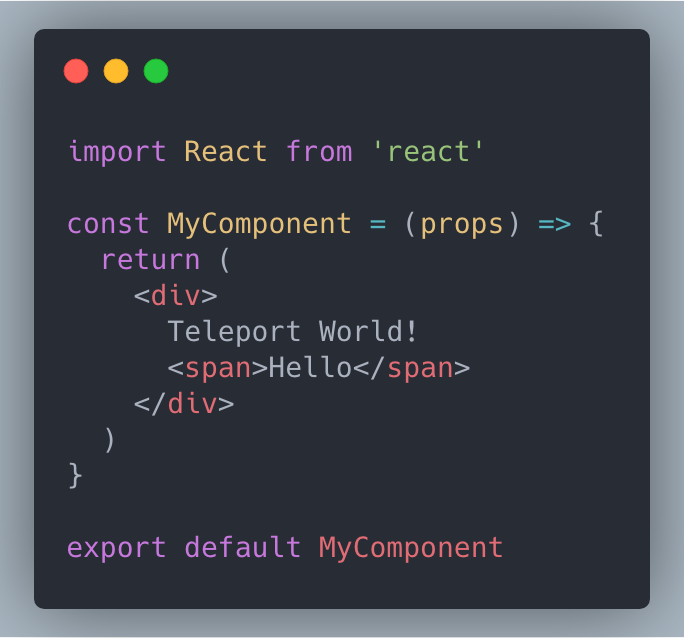 import React from 'react'
const MyComponent = (props) => {
  return (
    <div>
      Teleport World!
      <span>Hello</span>
    </div>
  )
}
export default MyComponent